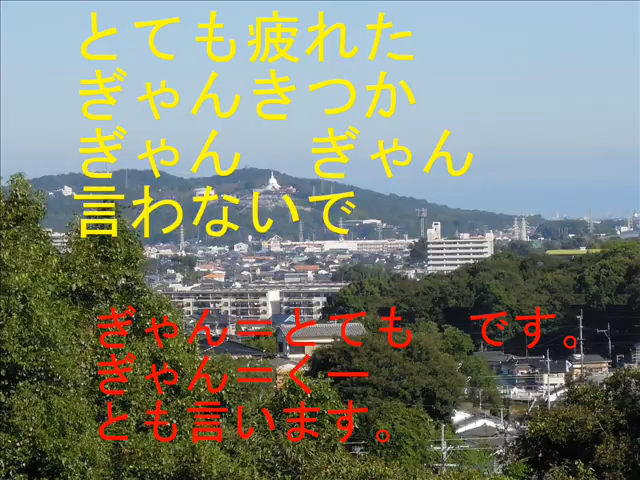 とても疲れた
ぎゃんきつか
ぎゃん　ぎゃん
言わないで
ぎゃん＝とても　です。
ぎゃん＝くー
とも言います。